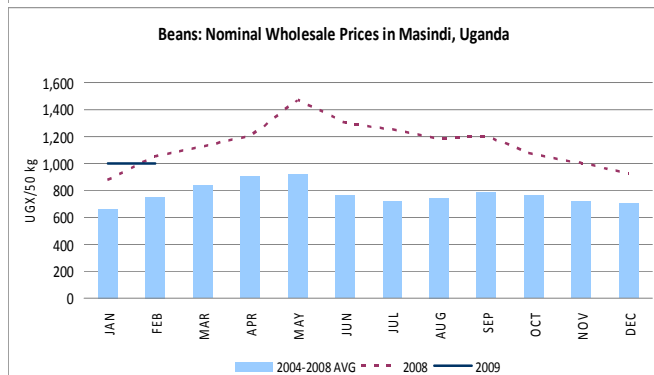 Beans: Nominal Wholesale Prices in Masindi, Uganda
1,600
1,400
1,200
1,000
800
600
400
200
0
UGX/50 kg
JAN FEB MAR APR MAY JUN JUL AUG SEP OCT NOV DEC
2004-2008 AVG 2008 2009